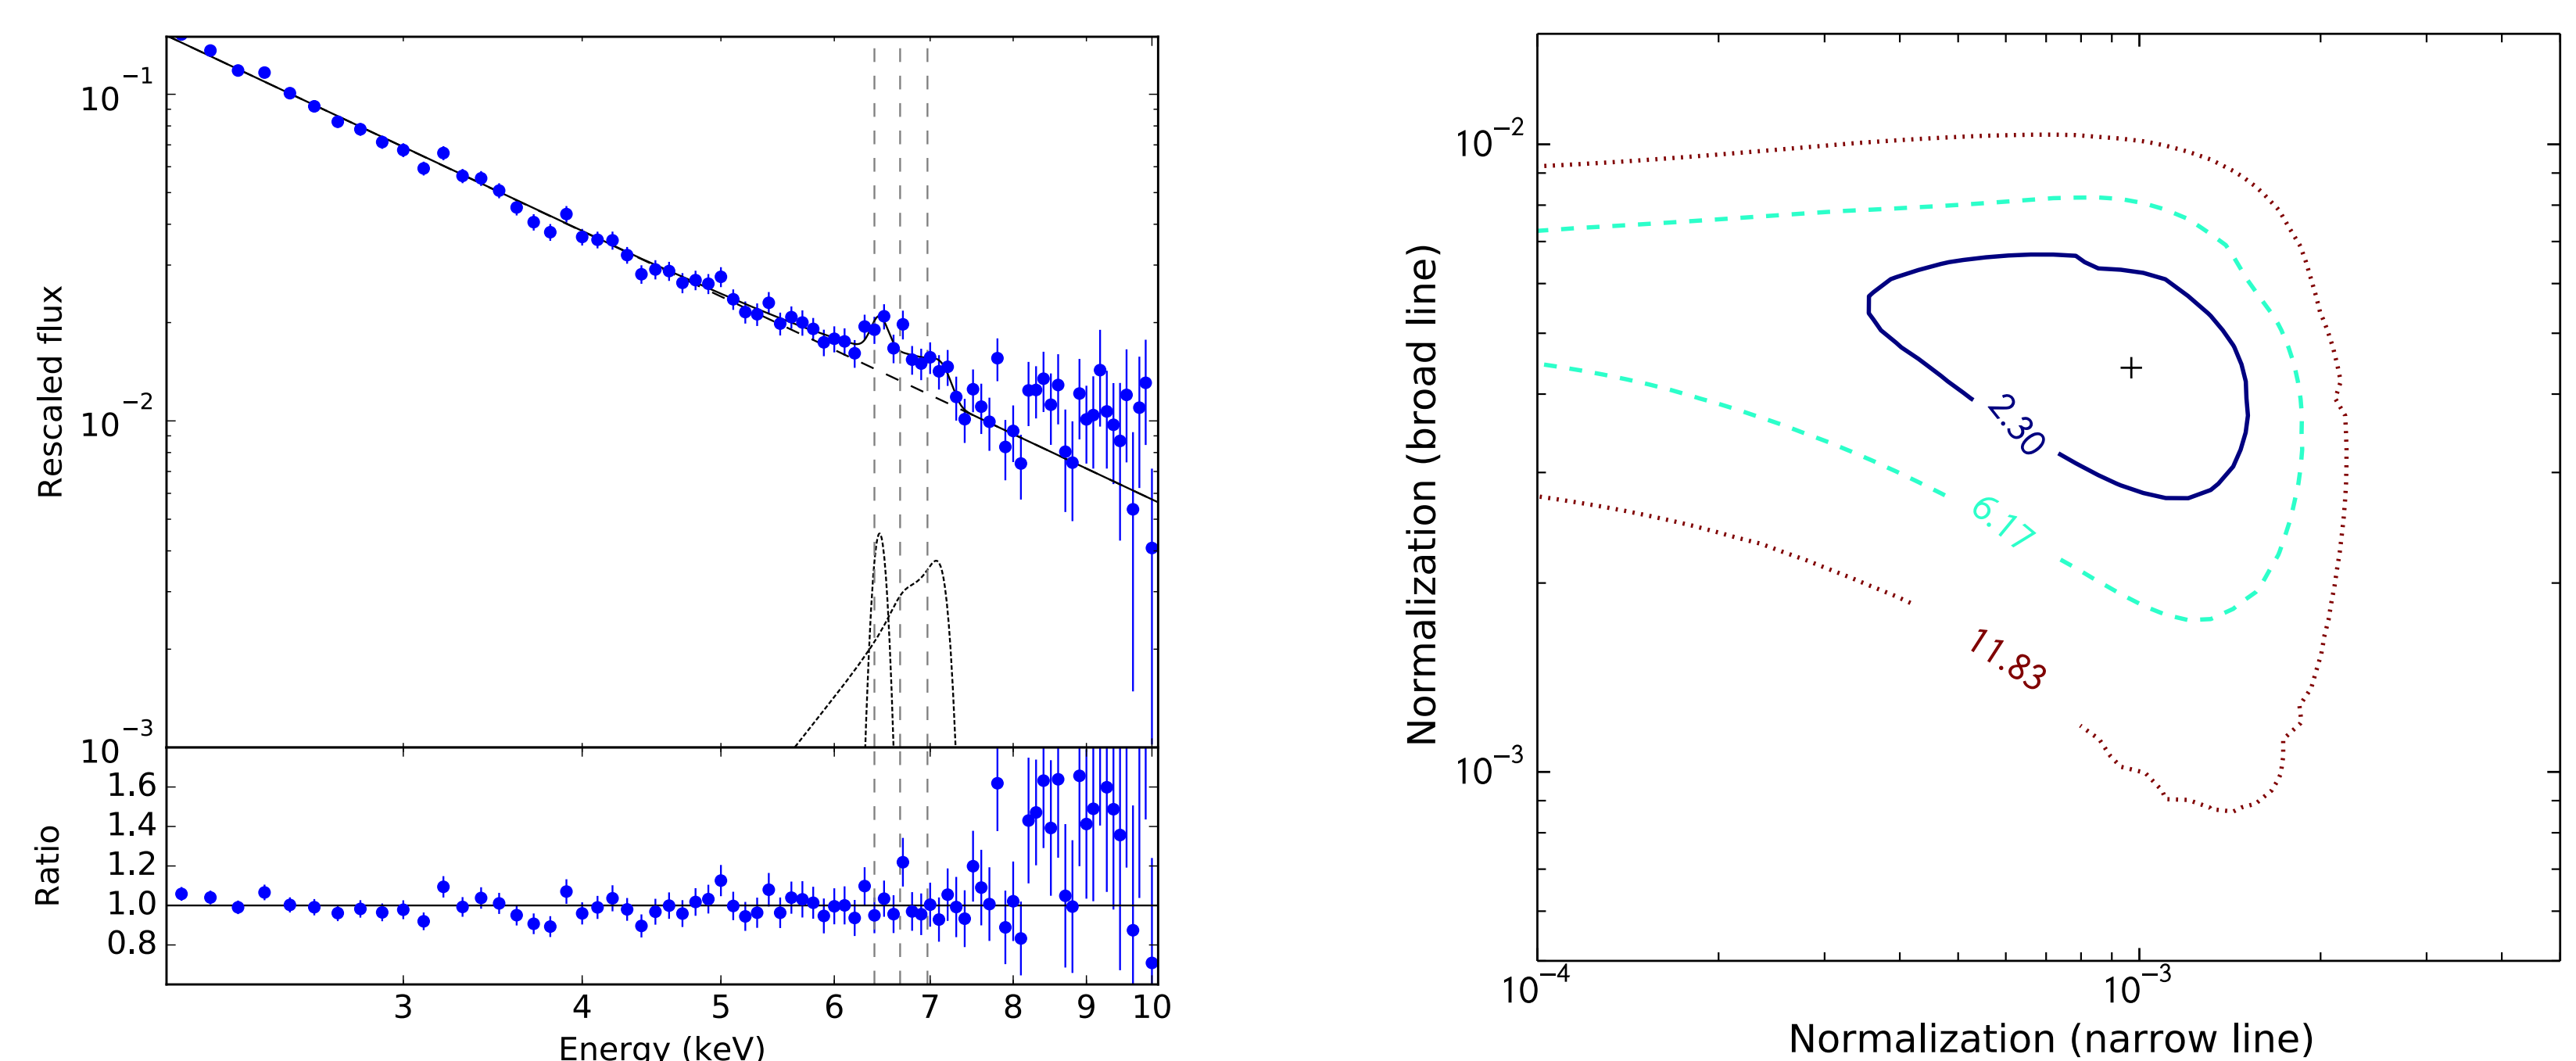 Rescaled flux
10⁻¹
10⁻²
10⁻³
Ratio
1.6
1.4
1.2
1.0
0.8
3 4 5 6 7 8 9 10
Energy (keV)
Normalization (broad line)
10⁻²
10⁻³
2.30
6.17
11.83
10⁻⁴ 10⁻³
Normalization (narrow line)